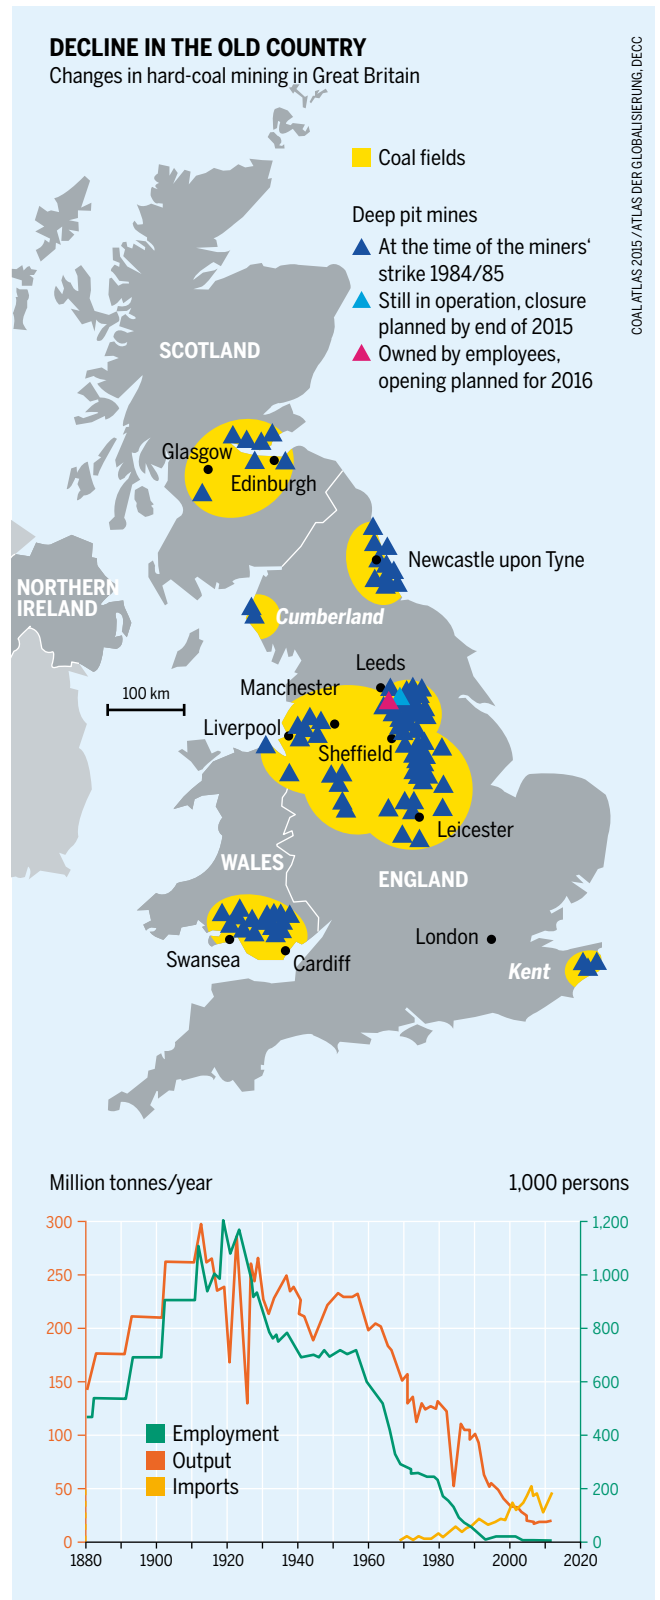 DECLINE IN THE OLD COUNTRY
Changes in hard-coal mining in Great Britain
COAL ATLAS 2015 / ATLAS DER GLOBALISIERUNG, DECC
Coal fields
Deep pit mines
At the time of the miners‘
strike 1984/85
Still in operation, closure
planned by end of 2015
Owned by employees,
opening planned for 2016
SCOTLAND
Glasgow
Edinburgh
Newcastle upon Tyne
NORTHERN
IRELAND
Cumberland
Leeds
100 km
Manchester
Liverpool
Sheffield
Leicester
WALES
ENGLAND
London
Swansea
Cardiff
Kent
Million tonnes/year
1,000 persons
300
250
200
150
100
50
0
1,200
1,000
800
600
400
200
0
Employment
Output
Imports
1880 1900 1920 1940 1960 1980 2000 2020